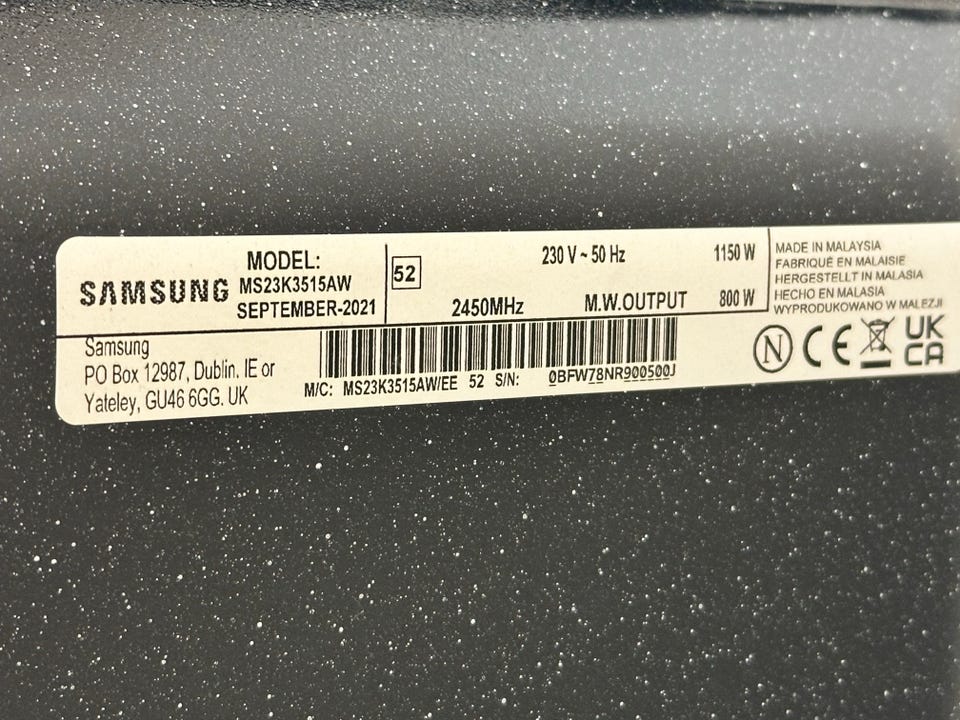 SAMSUNG
MODEL:
MS23K3515AW
SEPTEMBER-2021
52
230 V ~ 50 Hz 1150 W
2450MHz M.W.OUTPUT 800 W
MADE IN MALAYSIA
FABRIQUÉ EN MALAISIE
HERGESTELLT IN MALASIA
HECHO EN MALASIA
WYPRODUKOWANO W MALEZJI
Samsung
PO Box 12987, Dublin. IE or
Yateley, GU46 6GG. UK
M/C: MS23K3515AW/EE 52 S/N: 0BFW78NR900500J
N CE UK
CA